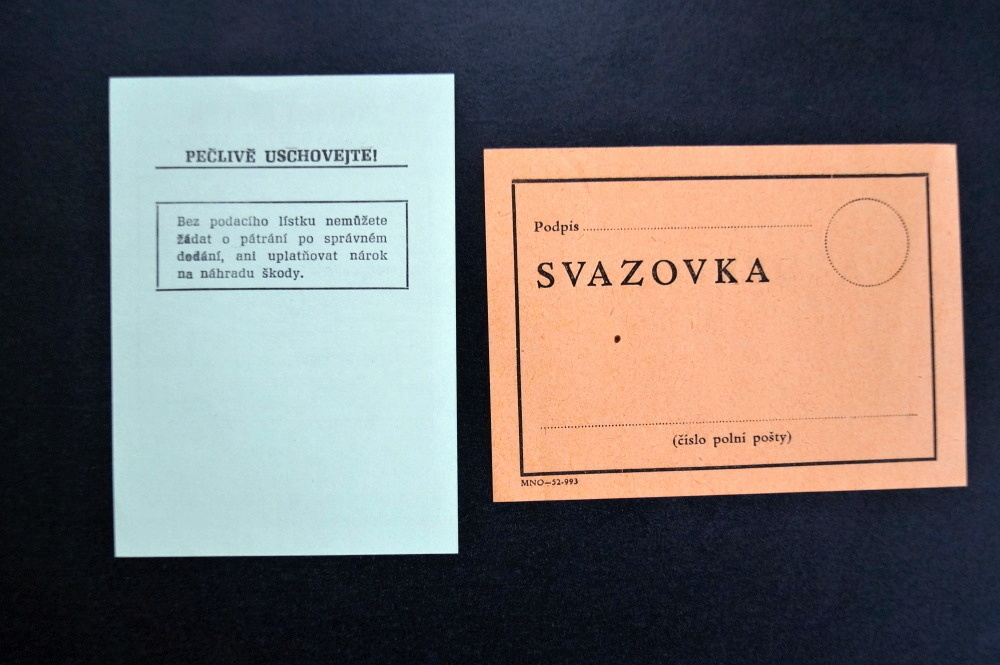 PEČLIVĚ USCHOVEJTE!
Bez podacího lístku nemůžete
žádat o pátrání po správném
dodání, ani uplatňovat nárok
na náhradu škody.
Podpis
SVAZOVKA
(číslo polní pošty)
MNO—52-993